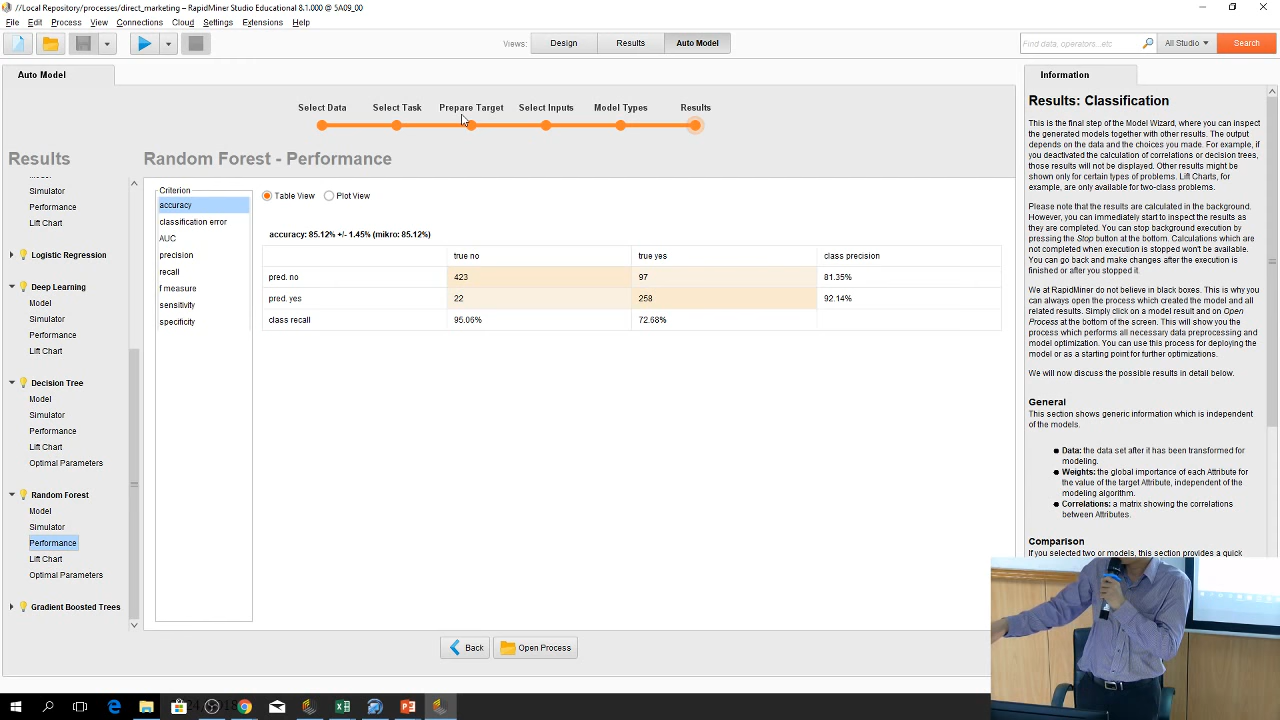 //Local Repository/processes/direct_marketing – RapidMiner Studio Educational 8.1.000 @ 5A09_00
File Edit Process View Connections Cloud Settings Extensions Help
Views: Design Results Auto Model
Find data, operators...etc All Studio Search
Auto Model
Select Data Select Task Prepare Target Select Inputs Model Types Results
Results
Model
Simulator
Performance
Lift Chart
Logistic Regression
Deep Learning
Model
Simulator
Performance
Lift Chart
Decision Tree
Model
Simulator
Performance
Lift Chart
Optimal Parameters
Random Forest
Model
Simulator
Performance
Lift Chart
Optimal Parameters
Gradient Boosted Trees
Random Forest - Performance
Criterion
accuracy
classification error
AUC
precision
recall
f measure
sensitivity
specificity
Table View Plot View
accuracy: 85.12% +/- 1.45% (mikro: 85.12%)
true no true yes class precision
pred. no 423 97 81.35%
pred. yes 22 258 92.14%
class recall 95.06% 72.68%
Back Open Process
Information
Results: Classification
This is the final step of the Model Wizard, where you can inspect
the generated models together with other results. The output
depends on the data and the choices you made. For example, if
you deactivated the calculation of correlations or decision trees,
those results will not be displayed. Other results might be
shown only for certain types of problems. Lift Charts, for
example, are only available for two-class problems.
Please note that the results are calculated in the background.
However, you can immediately start to inspect the results as
they are completed. You can stop background execution by
pressing the Stop button at the bottom. Calculations which are
not completed when execution is stopped won't be available.
You can go back and make changes after the execution is
finished or after you stopped it.
We at RapidMiner do not believe in black boxes. This is why you
can always open the process which created the model and all
related results. Simply click on a model result and on Open
Process at the bottom of the screen. This will show you the
process which performs all necessary data preprocessing and
model optimization. You can use this process for deploying the
model or as a starting point for further optimizations.
We will now discuss the possible results in detail below.
General
This section shows generic information which is independent
of the models.
Data: the data set after it has been transformed for
modeling.
Weights: the global importance of each Attribute for
the value of the target Attribute, independent of the
modeling algorithm.
Correlations: a matrix showing the correlations
between Attributes.
Comparison
If you selected two or models, this section provides a quick